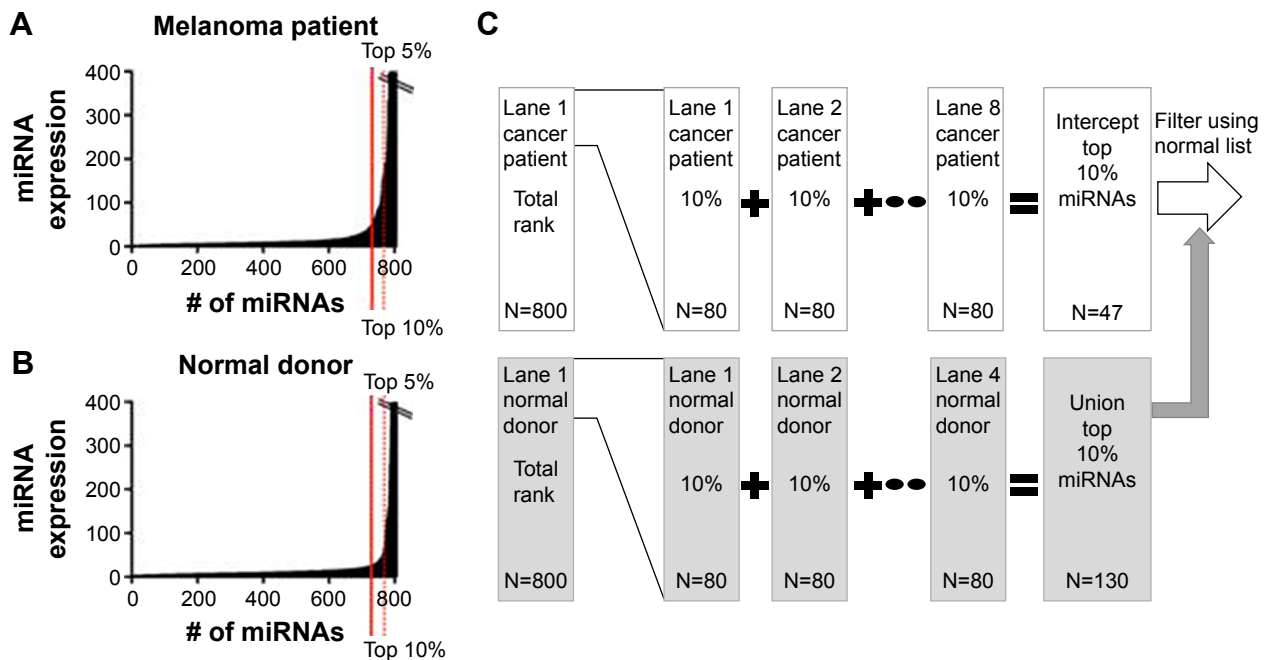 A
Melanoma patient
Top 5%
400
300
200
100
0
miRNA
expression
0 200 400 600 800
# of miRNAs
Top 10%
B
Normal donor
Top 5%
400
300
200
100
0
miRNA
expression
0 200 400 600 800
# of miRNAs
Top 10%
C
Lane 1
cancer
patient
Total
rank
N=800
Lane 1
cancer
patient
10%
N=80
+
Lane 2
cancer
patient
10%
N=80
+
Lane 8
cancer
patient
10%
N=80
=
Intercept
top
10%
miRNAs
N=47
Filter using
normal list
Lane 1
normal
donor
Total
rank
N=800
Lane 1
normal
donor
10%
N=80
+
Lane 2
normal
donor
10%
N=80
+
Lane 4
normal
donor
10%
N=80
=
Union
top
10%
miRNAs
N=130